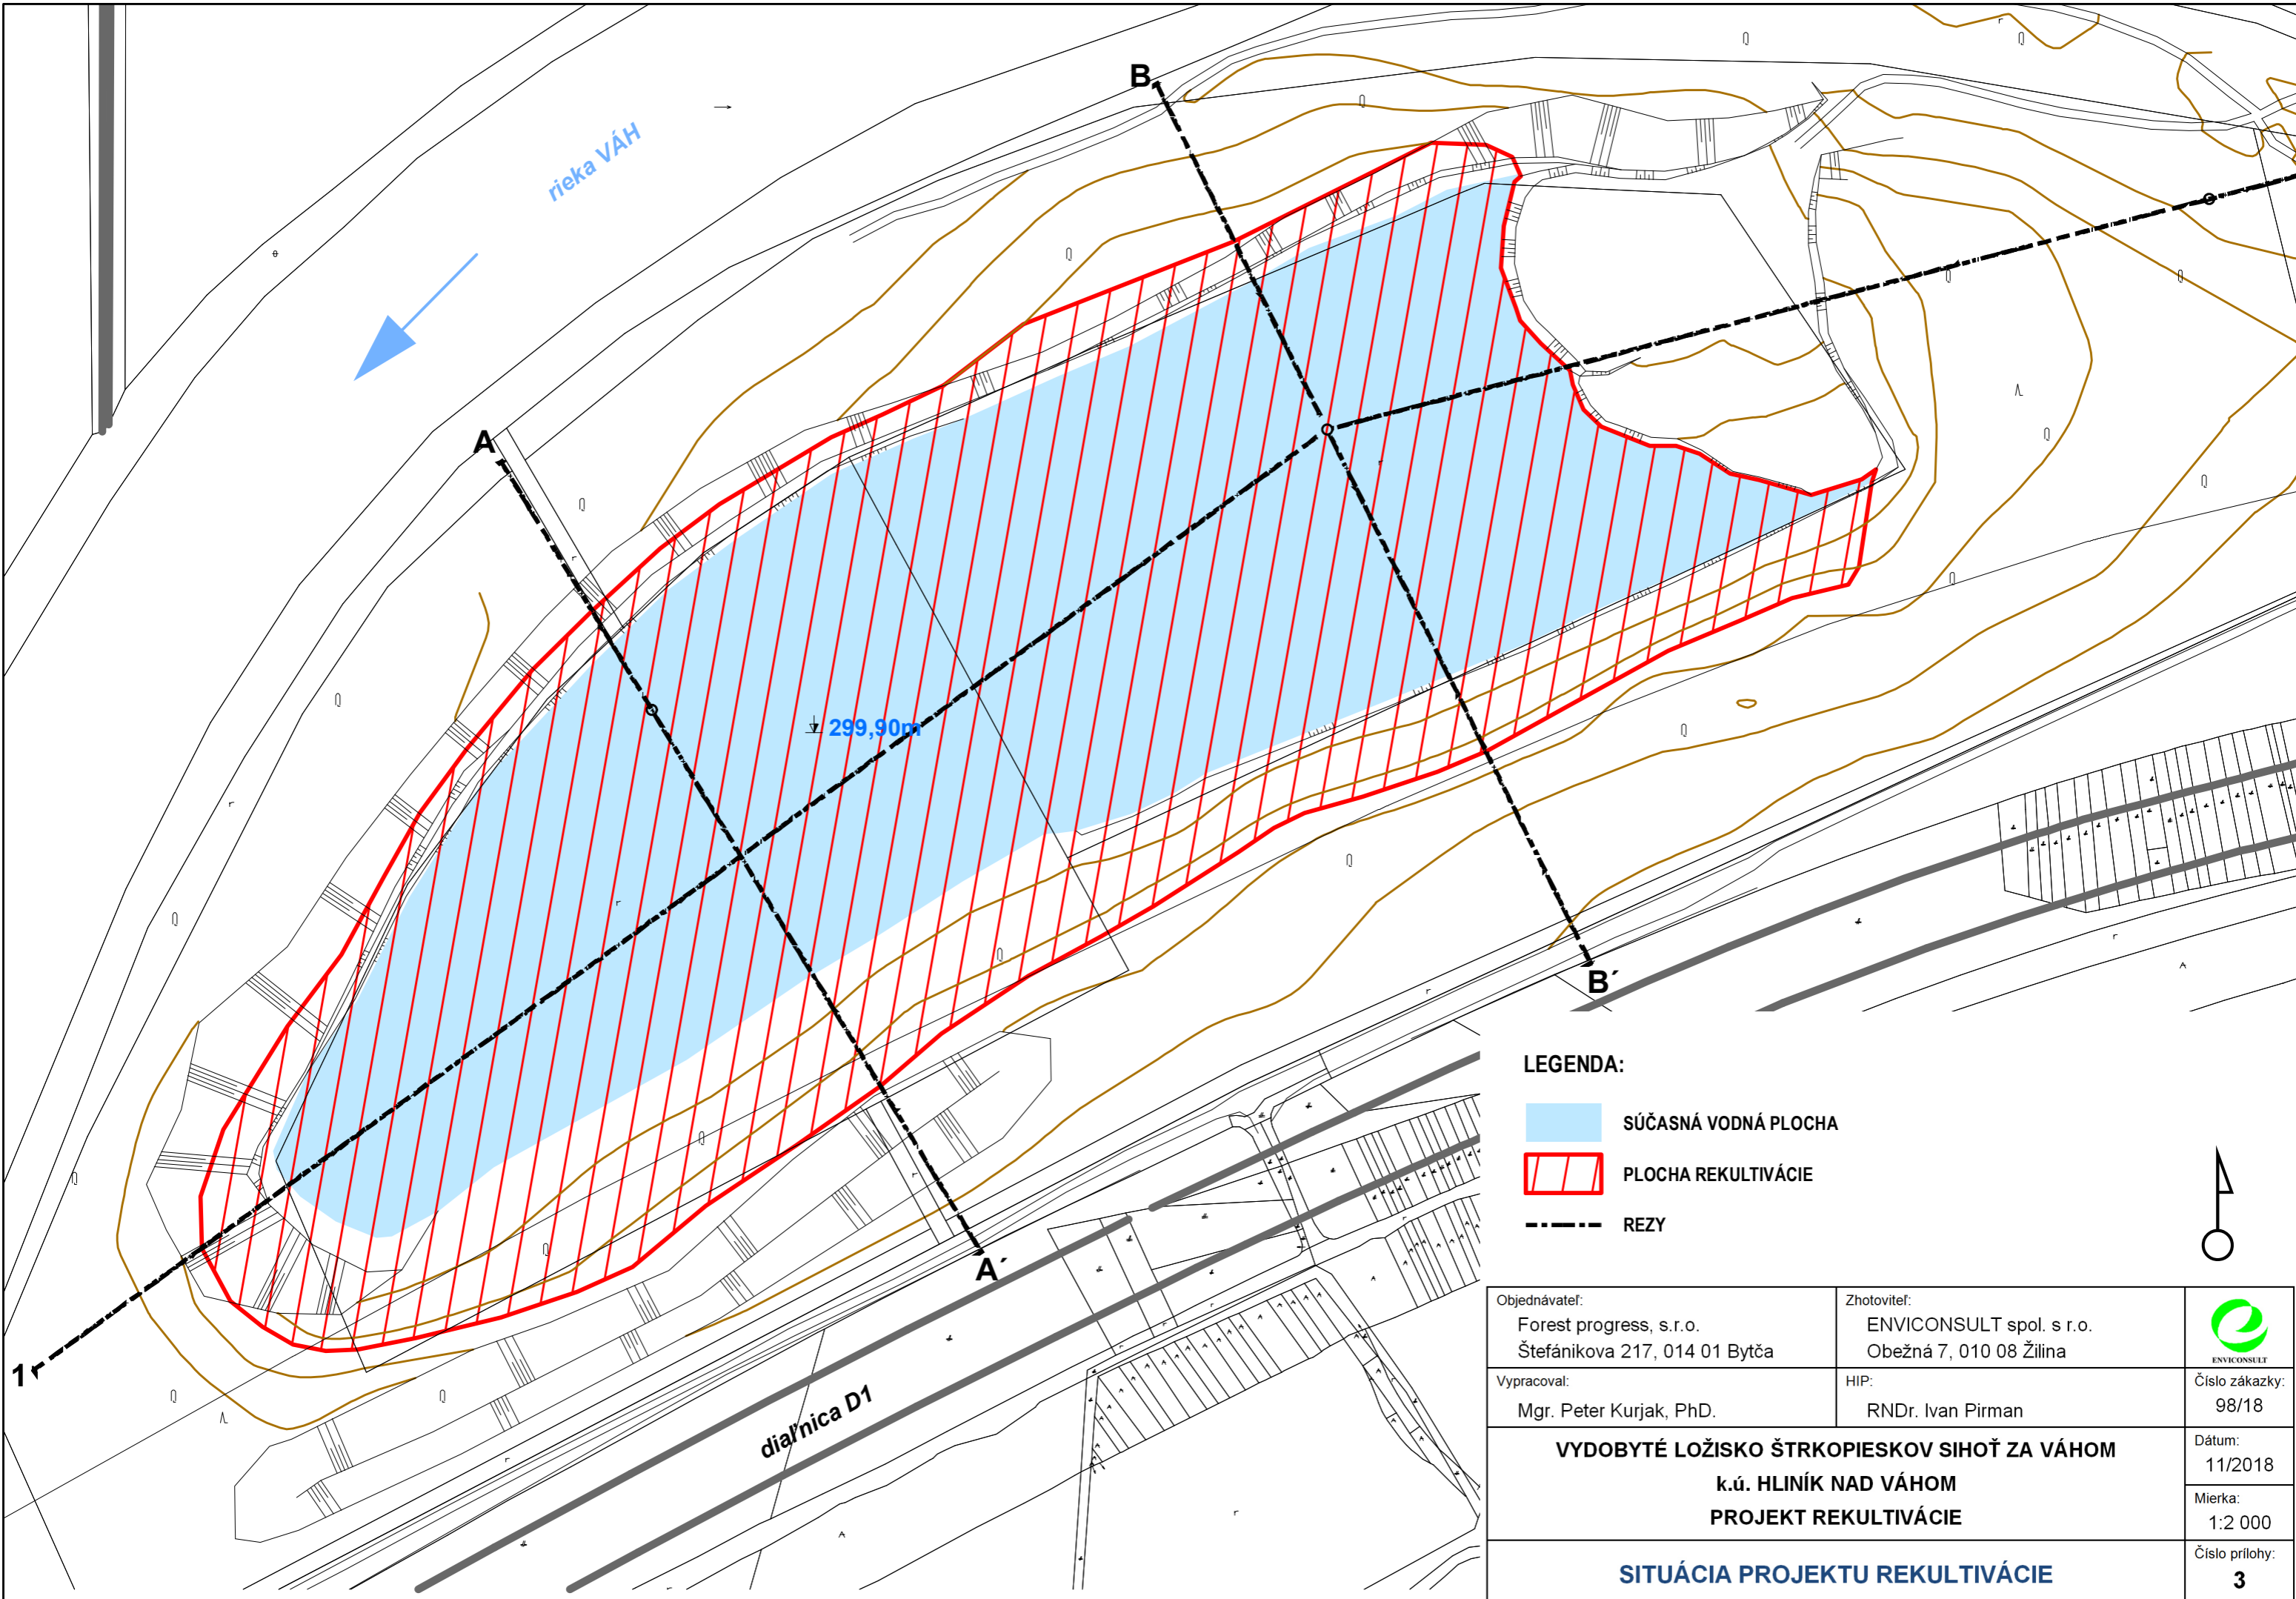 B
rieka VÁH
A
299,90m
B´
A´
1
diaľnica D1
LEGENDA:
SÚČASNÁ VODNÁ PLOCHA
PLOCHA REKULTIVÁCIE
REZY
Objednávateľ:
Forest progress, s.r.o.
Štefánikova 217, 014 01 Bytča
Zhotoviteľ:
ENVICONSULT spol. s r.o.
Obežná 7, 010 08 Žilina
ENVICONSULT
Vypracoval:
Mgr. Peter Kurjak, PhD.
HIP:
RNDr. Ivan Pirman
Číslo zákazky:
98/18
VYDOBYTÉ LOŽISKO ŠTRKOPIESKOV SIHOŤ ZA VÁHOM
k.ú. HLINÍK NAD VÁHOM
PROJEKT REKULTIVÁCIE
Dátum:
11/2018
Mierka:
1:2 000
SITUÁCIA PROJEKTU REKULTIVÁCIE
Číslo prílohy:
3